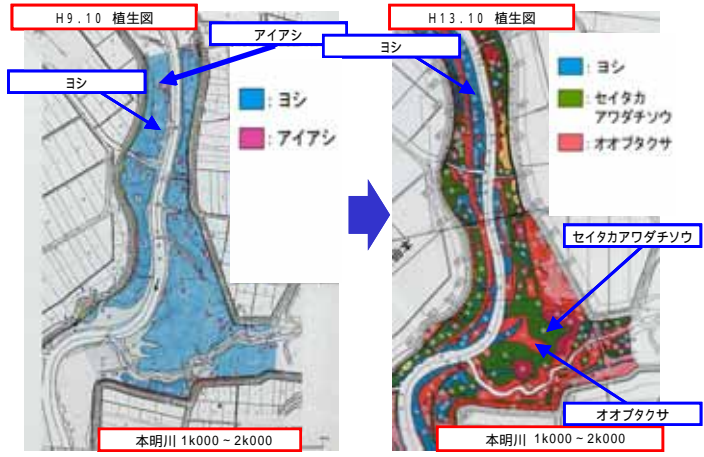 H9.10 植生図
アイアシ
ヨシ
: ヨシ
: アイアシ
本明川 1k000～2k000
H13.10 植生図
ヨシ
: ヨシ
: セイタカ
アワダチソウ
: オオブタクサ
セイタカアワダチソウ
オオブタクサ
本明川 1k000～2k000